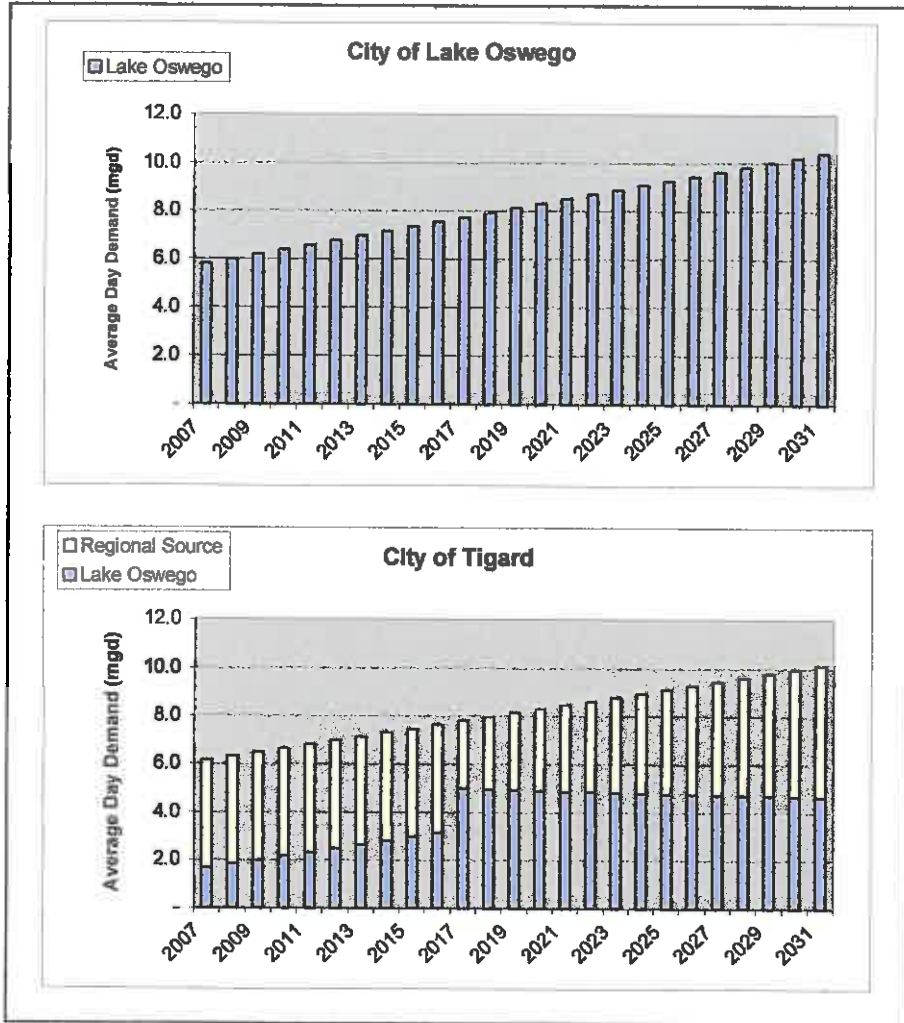 City of Lake Oswego
Lake Oswego
Average Day Demand (mgd)
12.0
10.0
8.0
6.0
4.0
2.0
-
2007 2009 2011 2013 2015 2017 2019 2021 2023 2025 2027 2029 2031
Regional Source
Lake Oswego
City of Tigard
Average Day Demand (mgd)
12.0
10.0
8.0
6.0
4.0
2.0
-
2007 2009 2011 2013 2015 2017 2019 2021 2023 2025 2027 2029 2031